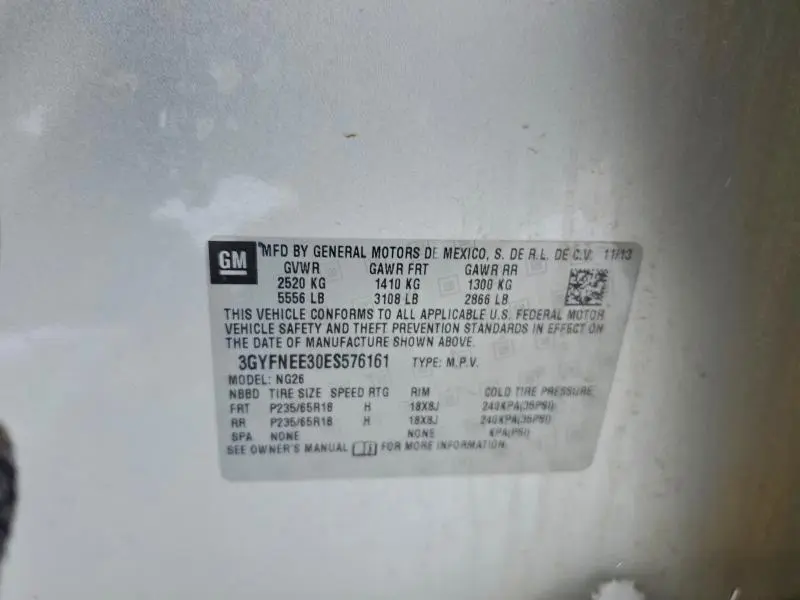 GM MFD BY GENERAL MOTORS DE MEXICO, S. DE R.L. DE C.V. 11/13
GVWR GAWR FRT GAWR RR
2520 KG 1410 KG 1300 KG
5556 LB 3108 LB 2866 LB
THIS VEHICLE CONFORMS TO ALL APPLICABLE U.S. FEDERAL MOTOR
VEHICLE SAFETY AND THEFT PREVENTION STANDARDS IN EFFECT ON
THE DATE OF MANUFACTURE SHOWN ABOVE.
3GYFNEE30ES576161 TYPE: M.P.V.
MODEL: NG26
NBBD TIRE SIZE SPEED RTG RIM COLD TIRE PRESSURE
FRT P235/65R18 H 18X8J 240KPA(35PSI)
RR P235/65R18 H 18X8J 240KPA(35PSI)
SPA NONE NONE KPA(PSI)
SEE OWNER'S MANUAL FOR MORE INFORMATION.